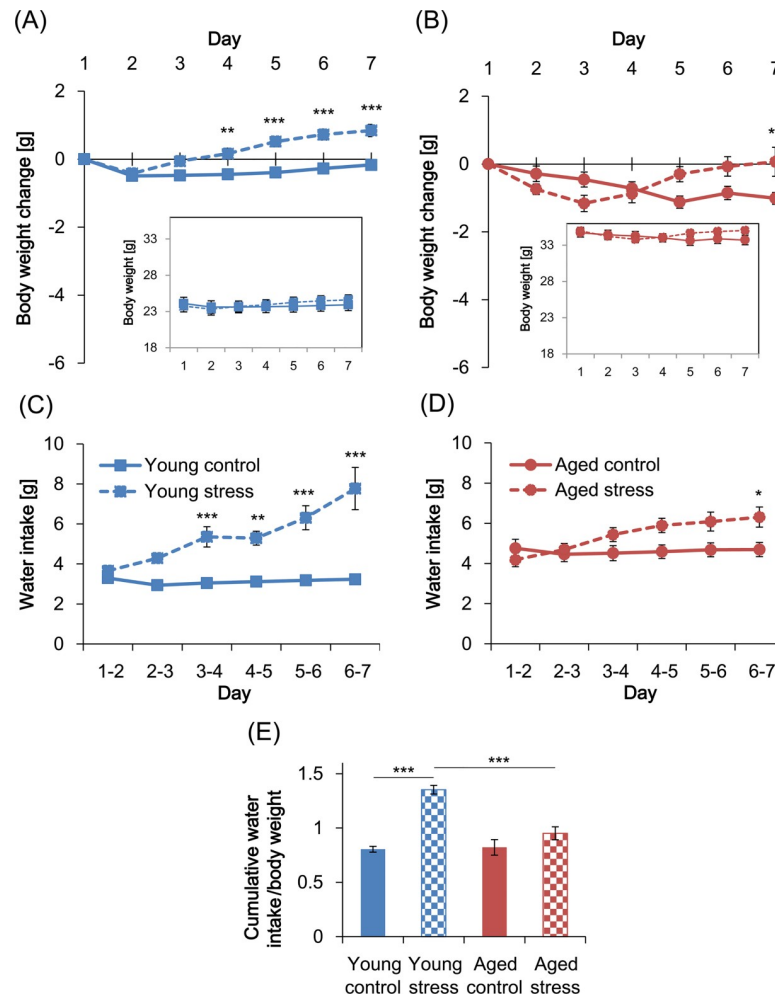 (A)
Day
1 2 3 4 5 6 7
2
0
-2
-4
-6
Body weight change [g]
** *** *** ***
33
28
23
18
Body weight [g]
1 2 3 4 5 6 7
(B)
Day
1 2 3 4 5 6 7
2
0
-2
-4
-6
Body weight change [g]
*
33
28
23
18
Body weight [g]
1 2 3 4 5 6 7
(C)
10
8
6
4
2
0
Water intake [g]
Young control
Young stress
*** ** *** ***
1-2 2-3 3-4 4-5 5-6 6-7
Day
(D)
10
8
6
4
2
0
Water intake [g]
Aged control
Aged stress
*
1-2 2-3 3-4 4-5 5-6 6-7
Day
(E)
1.5
1
0.5
0
Cumulative water
intake/body weight
*** ***
Young Young Aged Aged
control stress control stress